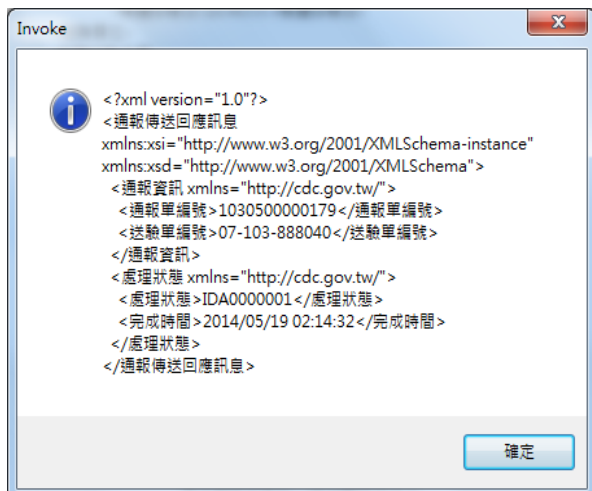 Invoke
<?xml version="1.0"?>
<通報傳送回應訊息
xmlns:xsi="http://www.w3.org/2001/XMLSchema-instance"
xmlns:xsd="http://www.w3.org/2001/XMLSchema">
<通報資訊 xmlns="http://cdc.gov.tw/">
<通報單編號>1030500000179</通報單編號>
<送驗單編號>07-103-888040</送驗單編號>
</通報資訊>
<處理狀態 xmlns="http://cdc.gov.tw/">
<處理狀態>IDA0000001</處理狀態>
<完成時間>2014/05/19 02:14:32</完成時間>
</處理狀態>
</通報傳送回應訊息>
確定